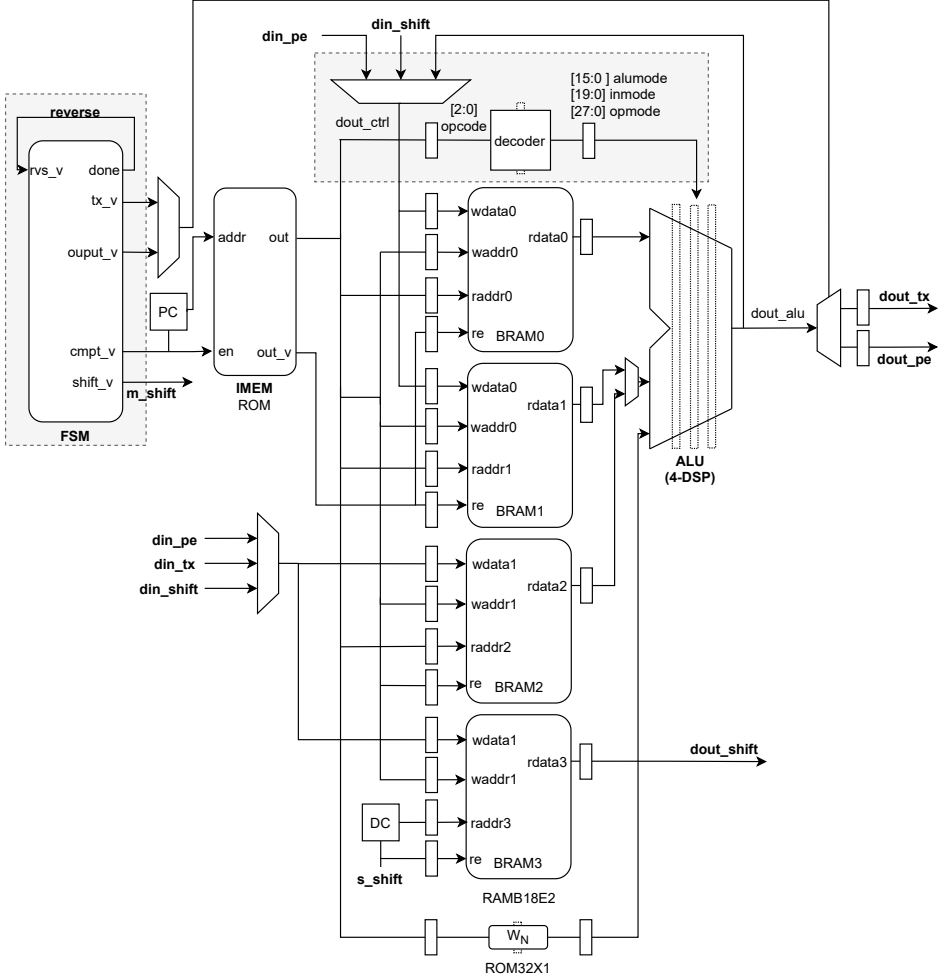 din_shift
din_pe
[15:0 ] alumode
[19:0] inmode
[27:0] opmode
[2:0]
opcode
dout_ctrl
decoder
reverse
rvs_v
done
tx_v
ouput_v
cmpt_v
shift_v
m_shift
FSM
PC
addr
out
en
out_v
IMEM
ROM
wdata0
rdata0
waddr0
raddr0
re
BRAM0
wdata0
rdata1
waddr0
raddr1
re
BRAM1
dout_alu
dout_tx
dout_pe
ALU
(4-DSP)
din_pe
din_tx
din_shift
wdata1
rdata2
waddr1
raddr2
re
BRAM2
wdata1
rdata3
waddr1
raddr3
re
BRAM3
dout_shift
DC
s_shift
RAMB18E2
WN
ROM32X1